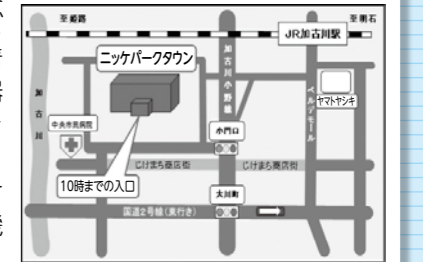 至姫路
至明石
JR加古川駅
ニッケパークタウン
加古川小野線
ヤマトヤシキ
ベルデモール
加古川
中央市民病院
小門口
じけまち商店街
じけまち商店街
10時までの入口
大川町
国道2号線(東行き)